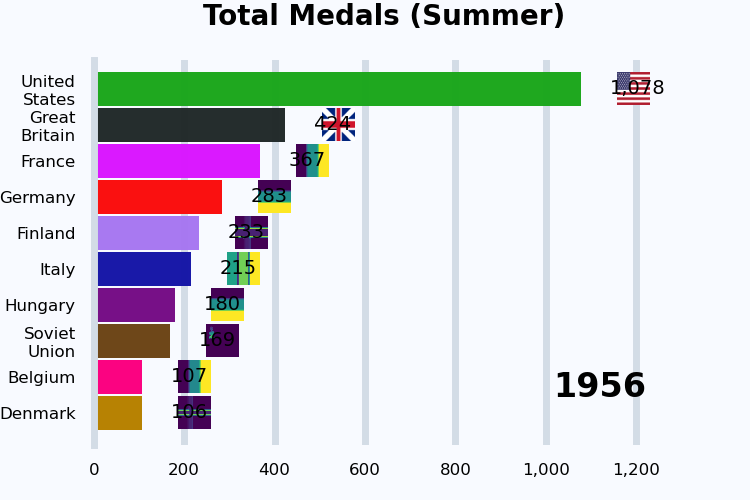 Total Medals (Summer)
United
States
1,078
Great
Britain
424
France
367
Germany
283
Finland
233
Italy
215
Hungary
180
Soviet
Union
169
Belgium
107
1956
Denmark
106
0 200 400 600 800 1,000 1,200